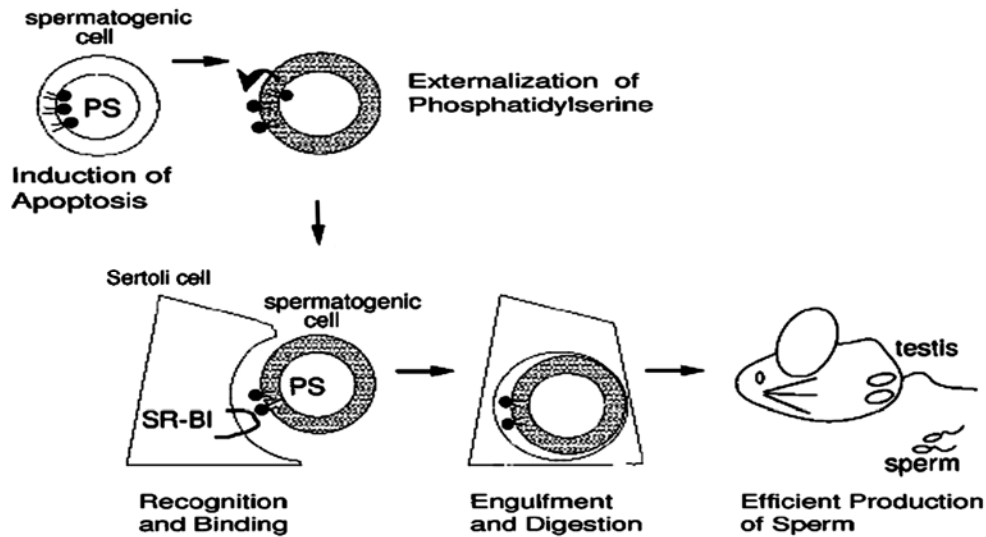 spermatogenic
cell
PS
Externalization of
Phosphatidylserine
Induction of
Apoptosis
Sertoli cell
spermatogenic
cell
PS
SR-BI
testis
sperm
Recognition
and Binding
Engulfment
and Digestion
Efficient Production
of Sperm